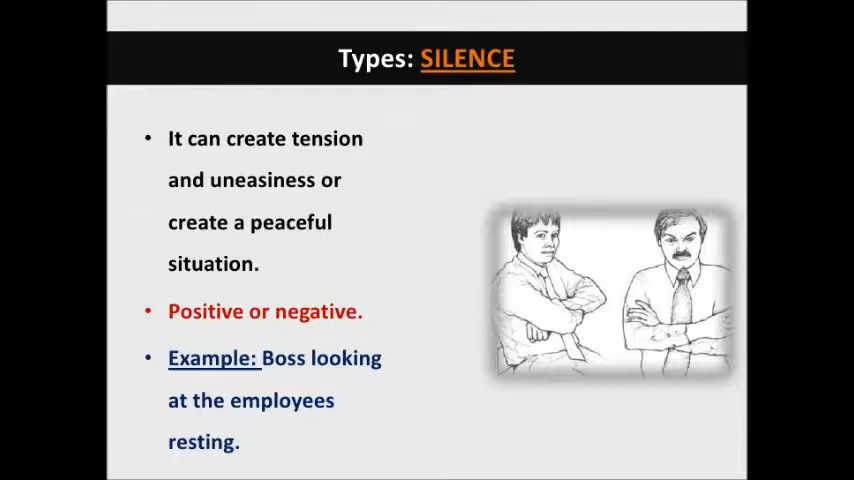 Types: SILENCE
• It can create tension
and uneasiness or
create a peaceful
situation.
• Positive or negative.
• Example: Boss looking
at the employees
resting.